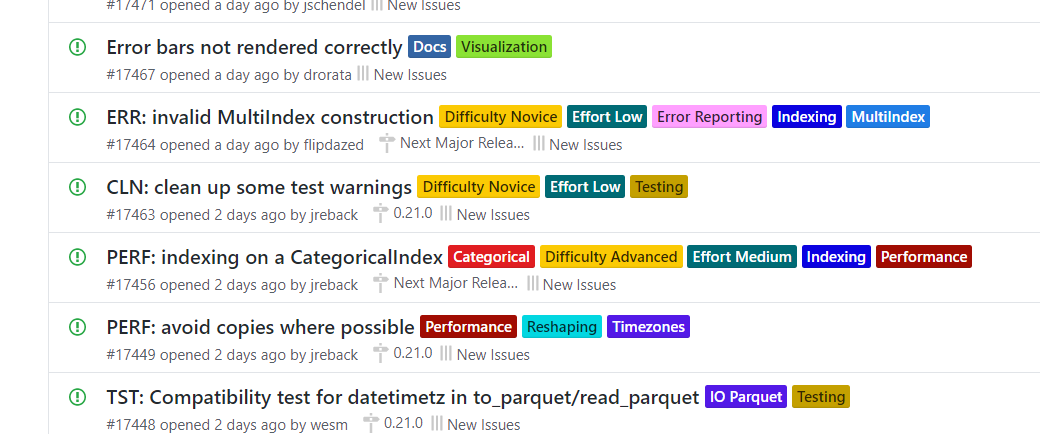 #17471 opened a day ago by jschendel New Issues
Error bars not rendered correctly Docs Visualization
#17467 opened a day ago by drorata New Issues
ERR: invalid MultiIndex construction Difficulty Novice Effort Low Error Reporting Indexing MultiIndex
#17464 opened a day ago by flipdazed Next Major Relea... New Issues
CLN: clean up some test warnings Difficulty Novice Effort Low Testing
#17463 opened 2 days ago by jreback 0.21.0 New Issues
PERF: indexing on a CategoricalIndex Categorical Difficulty Advanced Effort Medium Indexing Performance
#17456 opened 2 days ago by jreback Next Major Relea... New Issues
PERF: avoid copies where possible Performance Reshaping Timezones
#17449 opened 2 days ago by jreback 0.21.0 New Issues
TST: Compatibility test for datetimetz in to_parquet/read_parquet IO Parquet Testing
#17448 opened 2 days ago by wesm 0.21.0 New Issues